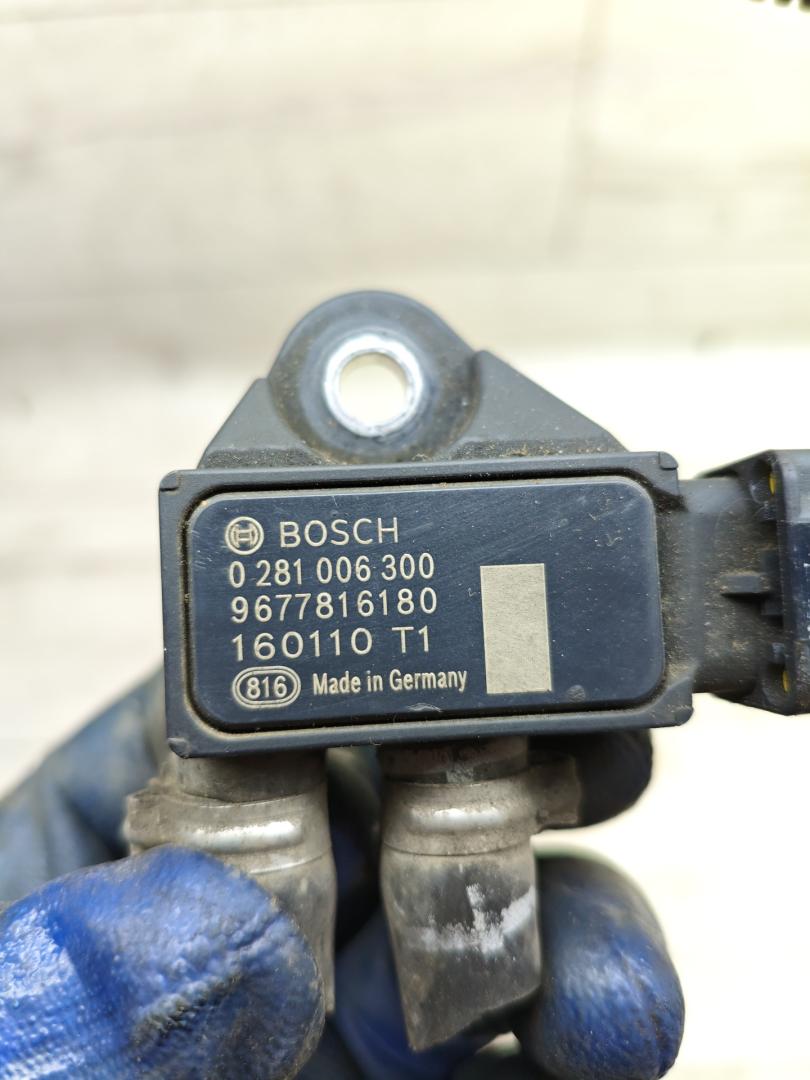 BOSCH
0 281 006 300
9677816180
160110 T1
816 Made in Germany